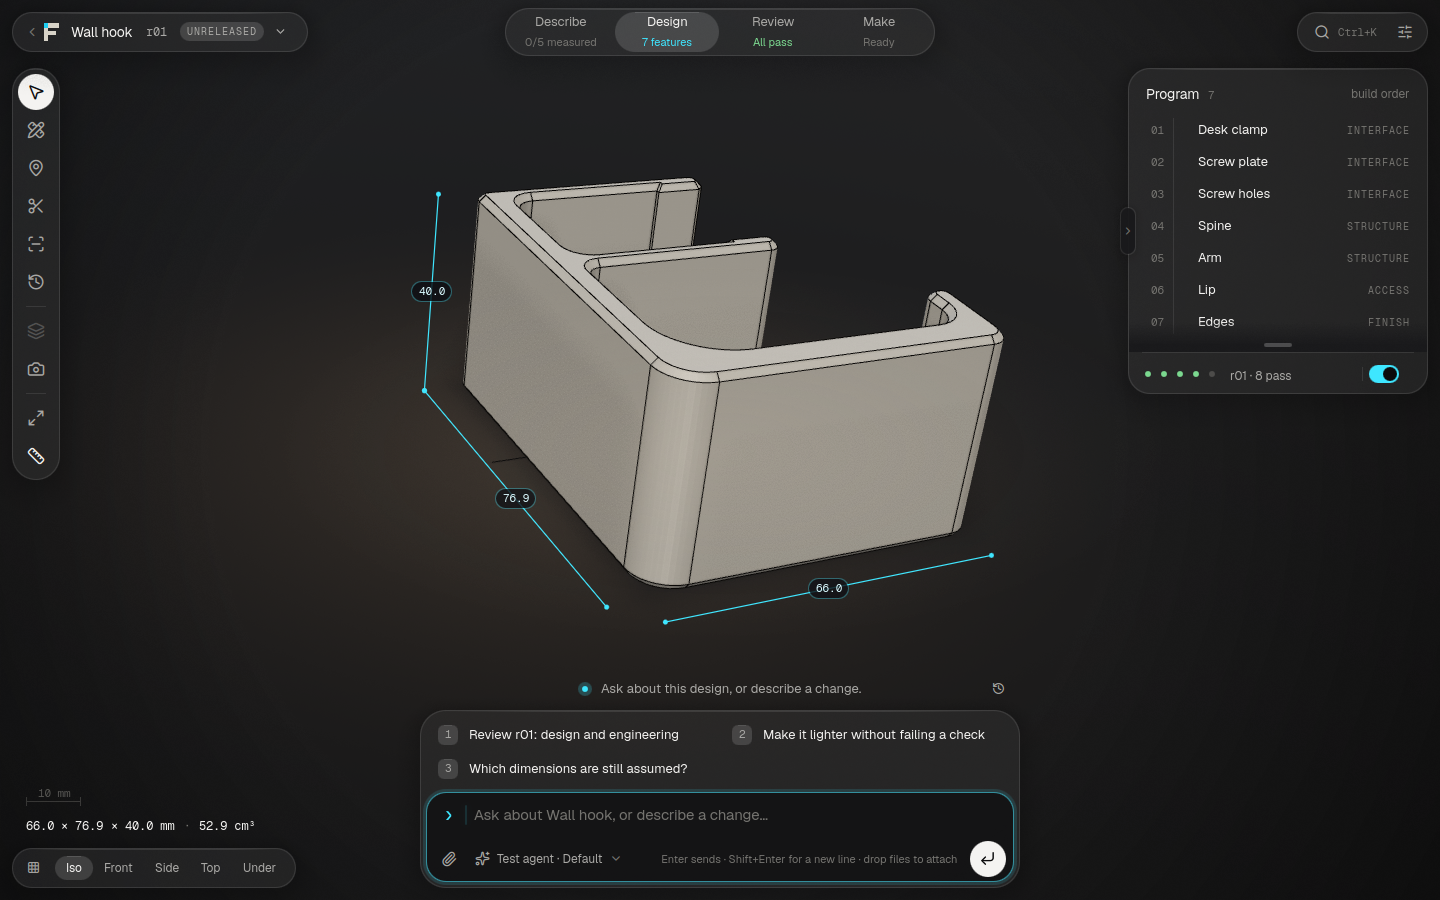 Wall hook r01 UNRELEASED
Describe
0/5 measured
Design
7 features
Review
All pass
Make
Ready
Ctrl+K
Program 7 build order
01 Desk clamp INTERFACE
02 Screw plate INTERFACE
03 Screw holes INTERFACE
04 Spine STRUCTURE
05 Arm STRUCTURE
06 Lip ACCESS
07 Edges FINISH
r01 · 8 pass
40.0
76.9
66.0
Ask about this design, or describe a change.
1 Review r01: design and engineering
2 Make it lighter without failing a check
3 Which dimensions are still assumed?
Ask about Wall hook, or describe a change...
Test agent · Default
Enter sends · Shift+Enter for a new line · drop files to attach
10 mm
66.0 × 76.9 × 40.0 mm · 52.9 cm³
Iso Front Side Top Under